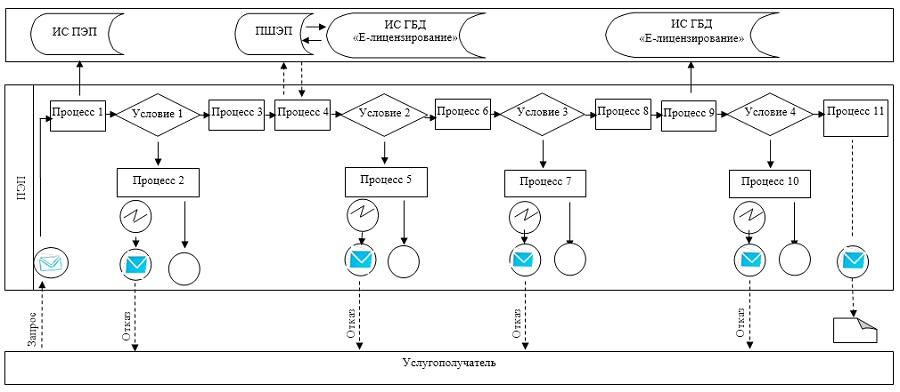 ИС ПЭП
ПШЭП
ИС ГБД
«Е-лицензирование»
ИС ГБД
«Е-лицензирование»
ПЭП
Процесс 1
Условие 1
Процесс 3
Процесс 4
Условие 2
Процесс 6
Условие 3
Процесс 8
Процесс 9
Условие 4
Процесс 11
Процесс 2
Процесс 5
Процесс 7
Процесс 10
Запрос
Отказ
Отказ
Отказ
Отказ
Услугополучатель